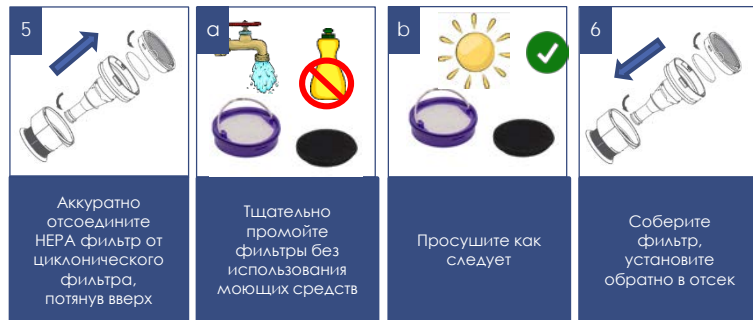 5
Аккуратно
отсоедините
HEPA фильтр от
циклонического
фильтра,
потянув вверх
a
Тщательно
промойте
фильтры без
использования
моющих средств
b
Просушите как
следует
6
Соберите
фильтр,
установите
обратно в отсек